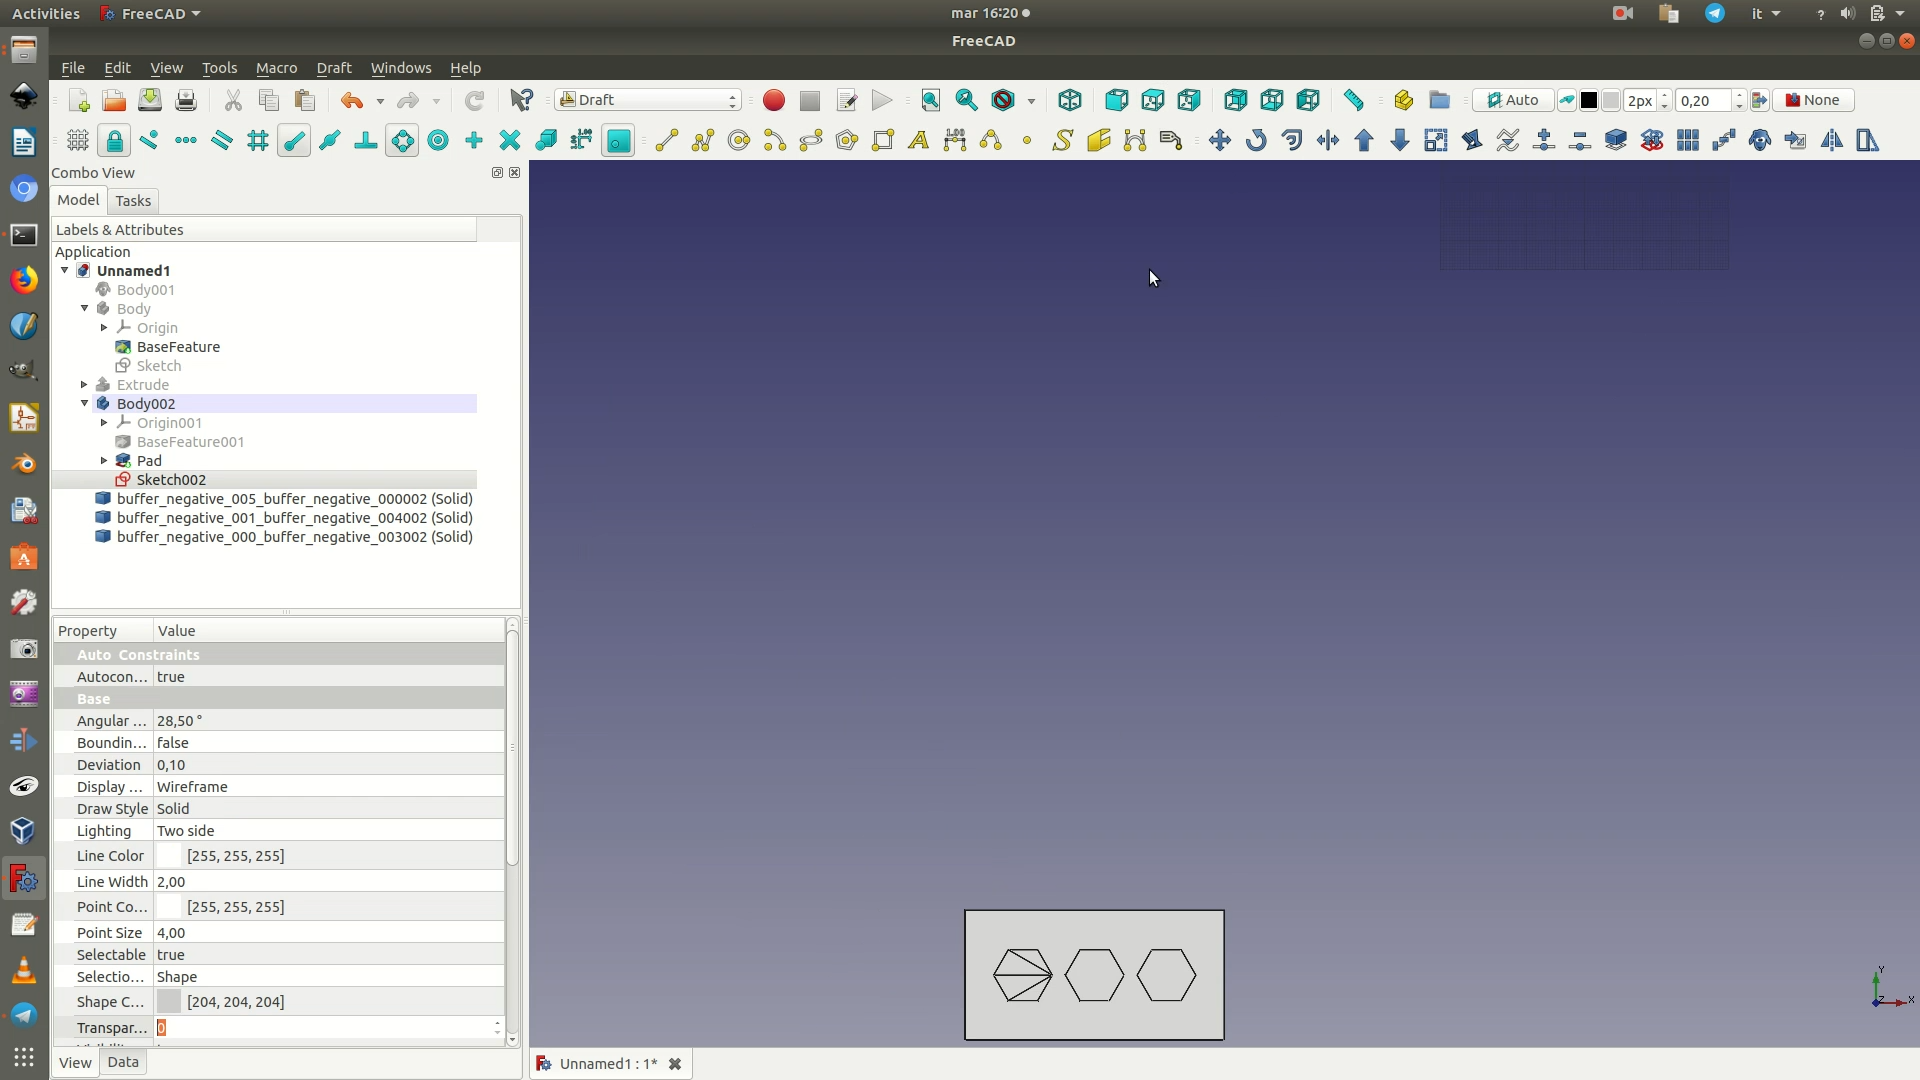 Activities FreeCAD mar 16:20 it ?
FreeCAD
File Edit View Tools Macro Draft Windows Help
Draft Auto 2px 0,20 None
Combo View
Model Tasks
Labels & Attributes
Application
Unnamed1
Body001
Body
Origin
BaseFeature
Sketch
Extrude
Body002
Origin001
BaseFeature001
Pad
Sketch002
buffer_negative_005_buffer_negative_000002 (Solid)
buffer_negative_001_buffer_negative_004002 (Solid)
buffer_negative_000_buffer_negative_003002 (Solid)
Property Value
Auto Constraints
Autocon... true
Base
Angular ... 28,50 °
Boundin... false
Deviation 0,10
Display ... Wireframe
Draw Style Solid
Lighting Two side
Line Color [255, 255, 255]
Line Width 2,00
Point Co... [255, 255, 255]
Point Size 4,00
Selectable true
Selectio... Shape
Shape C... [204, 204, 204]
Transpar... 0
View Data
Unnamed1 : 1*
Y
Z X